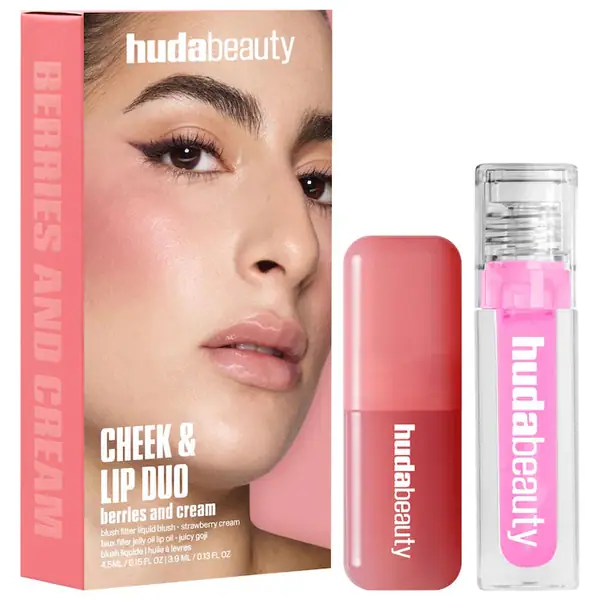 hudabeauty
BERRIES AND CREAM
CHEEK &
LIP DUO
berries and cream
blush filter liquid blush - strawberry cream
faux filler jelly oil lip oil - juicy goji
blush liquide | huile à lèvres
4.5ML / 0.15 FL OZ | 3.9 ML / 0.13 FL OZ
hudabeauty
hudabeauty